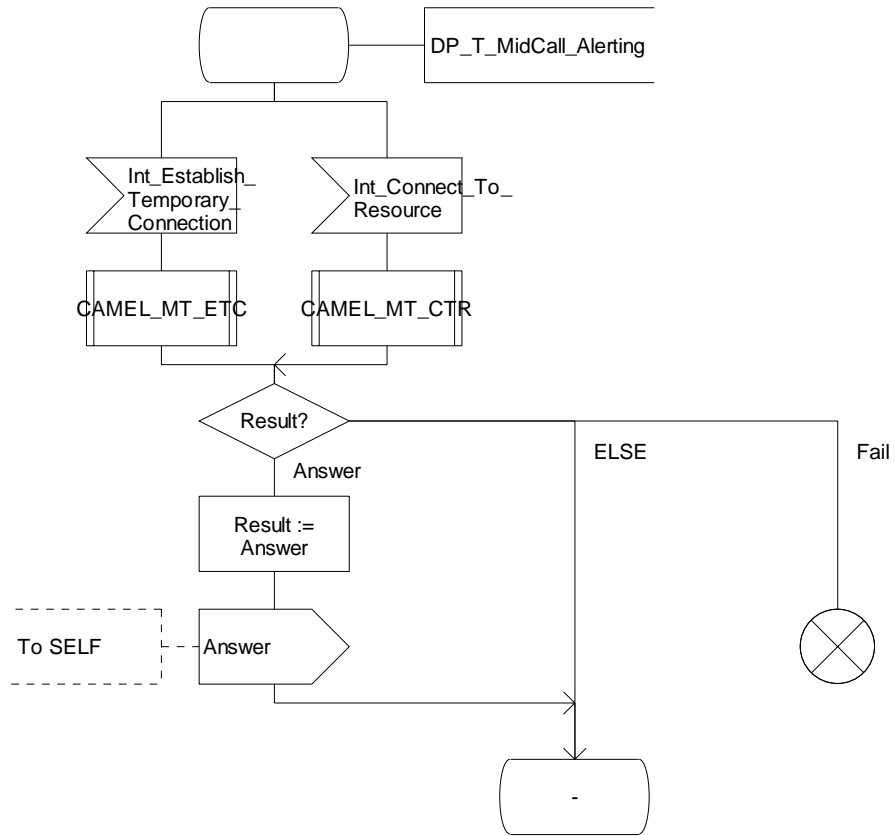 DP_T_MidCall_Alerting
Int_Establish_
Temporary_
Connection
Int_Connect_To_
Resource
CAMEL_MT_ETC
CAMEL_MT_CTR
Result?
ELSE
Fail
Answer
Result :=
Answer
To SELF
Answer
-